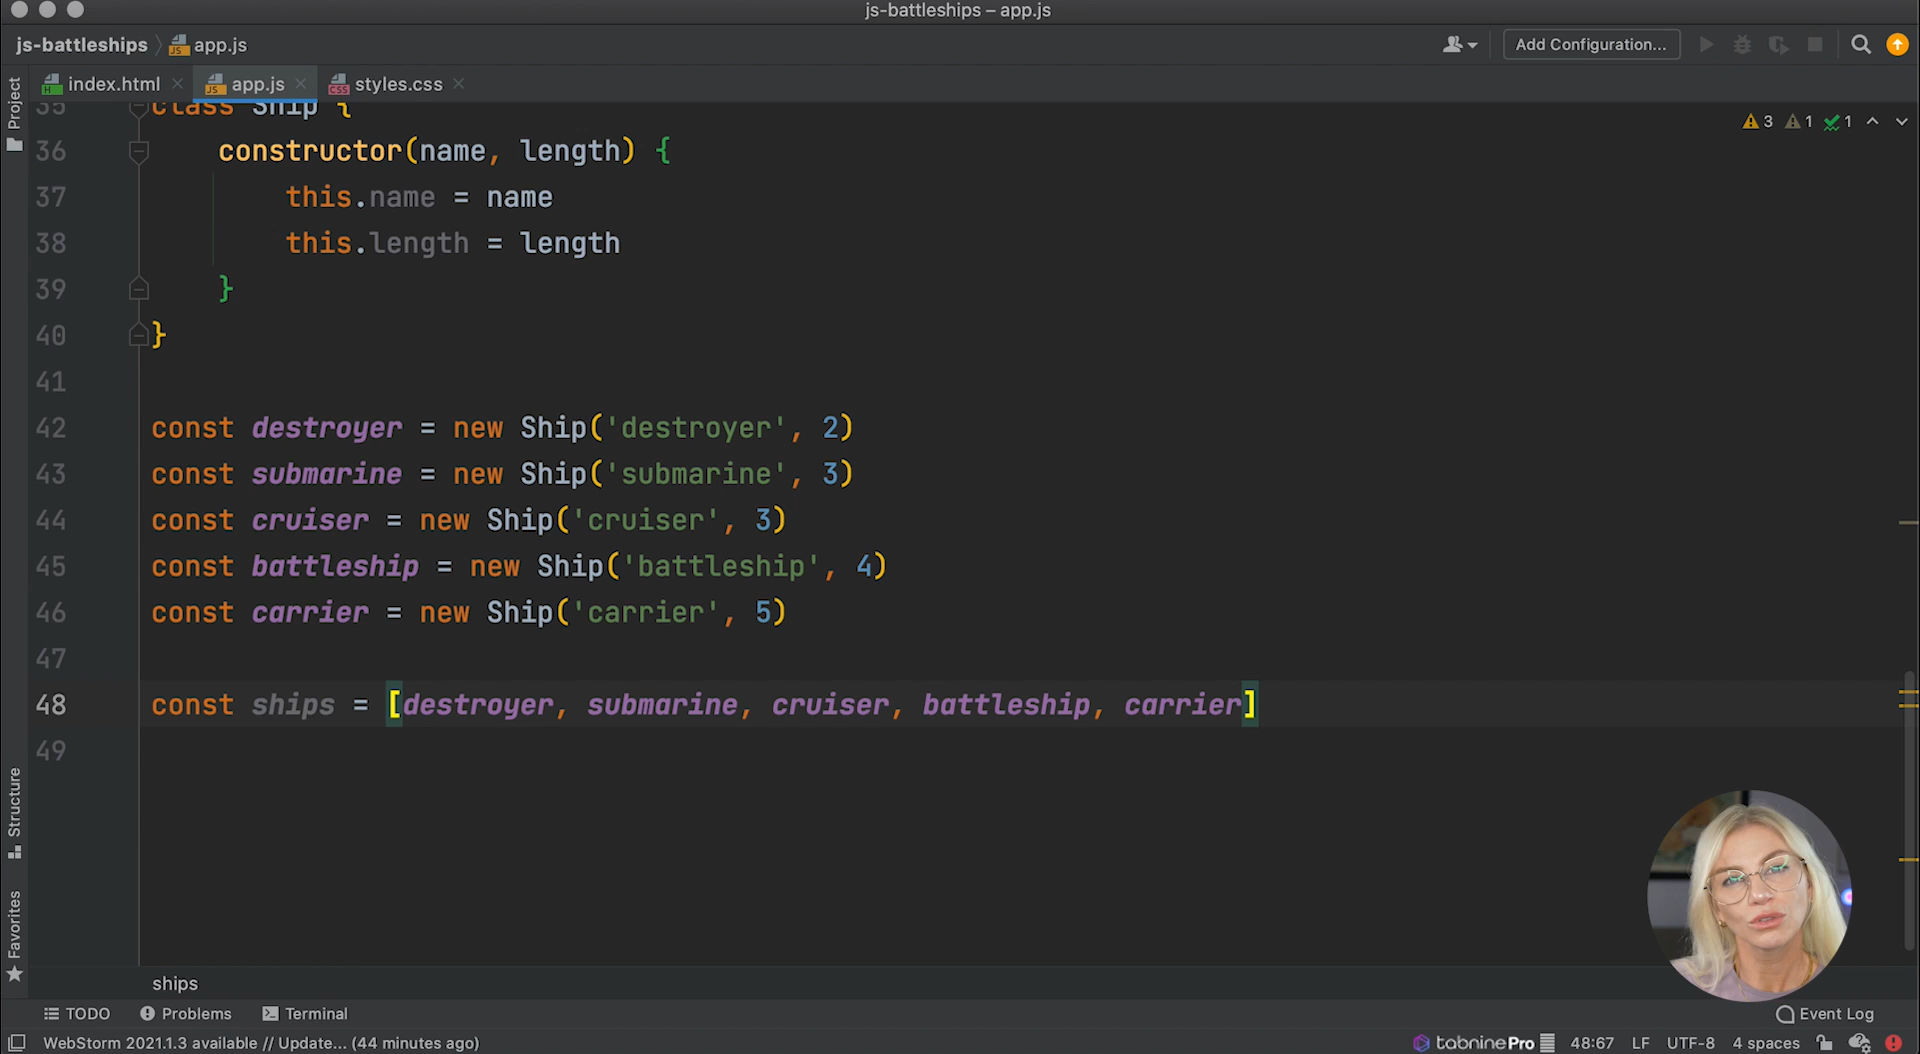 js-battleships – app.js
js-battleships app.js
Add Configuration...
index.html app.js styles.css
Project
3 1 1
35 class Ship {
36 constructor(name, length) {
37 this.name = name
38 this.length = length
39 }
40 }
41
42 const destroyer = new Ship('destroyer', 2)
43 const submarine = new Ship('submarine', 3)
44 const cruiser = new Ship('cruiser', 3)
45 const battleship = new Ship('battleship', 4)
46 const carrier = new Ship('carrier', 5)
47
48 const ships = [destroyer, submarine, cruiser, battleship, carrier]
49
Structure
Favorites
ships
TODO Problems Terminal Event Log
WebStorm 2021.1.3 available // Update... (44 minutes ago) tabnine Pro 48:67 LF UTF-8 4 spaces